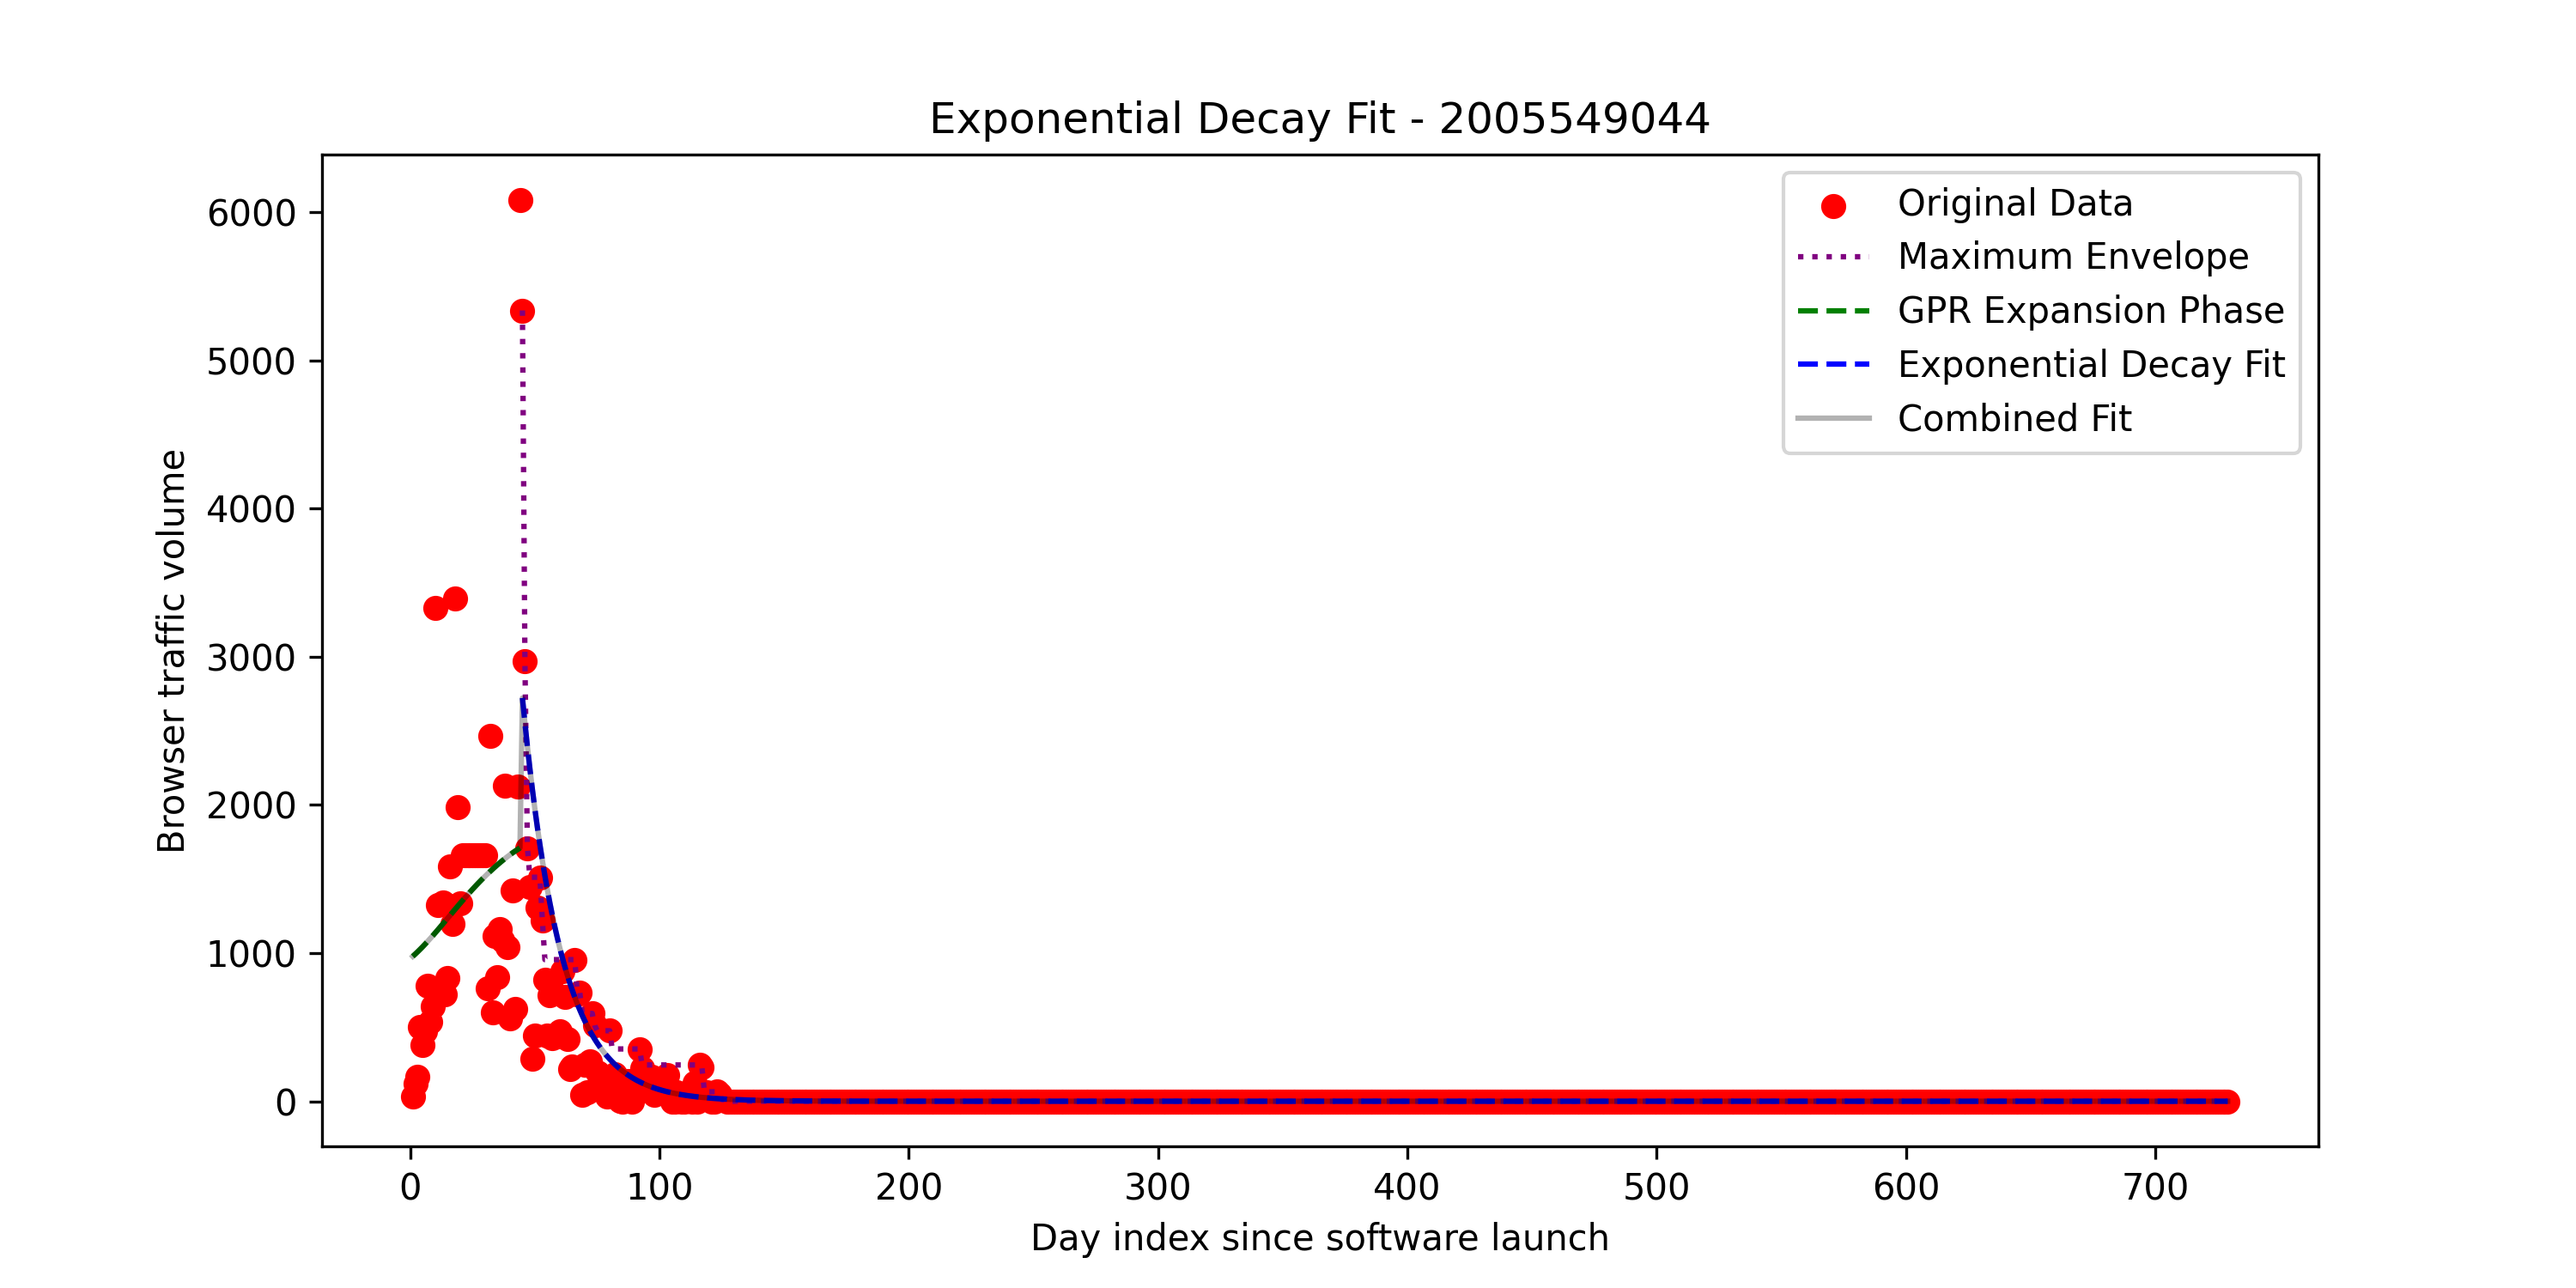 Exponential Decay Fit - 2005549044
Original Data
Maximum Envelope
GPR Expansion Phase
Exponential Decay Fit
Combined Fit
Browser traffic volume
6000
5000
4000
3000
2000
1000
0
0 100 200 300 400 500 600 700
Day index since software launch